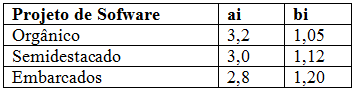 Projeto de Sofware ai bi
Orgânico 3,2 1,05
Semidestacado 3,0 1,12
Embarcados 2,8 1,20